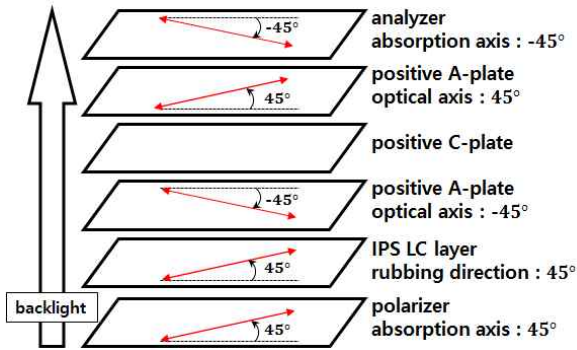 -45°
analyzer
absorption axis : -45°
45°
positive A-plate
optical axis : 45°
positive C-plate
-45°
positive A-plate
optical axis : -45°
45°
IPS LC layer
rubbing direction : 45°
backlight
45°
polarizer
absorption axis : 45°